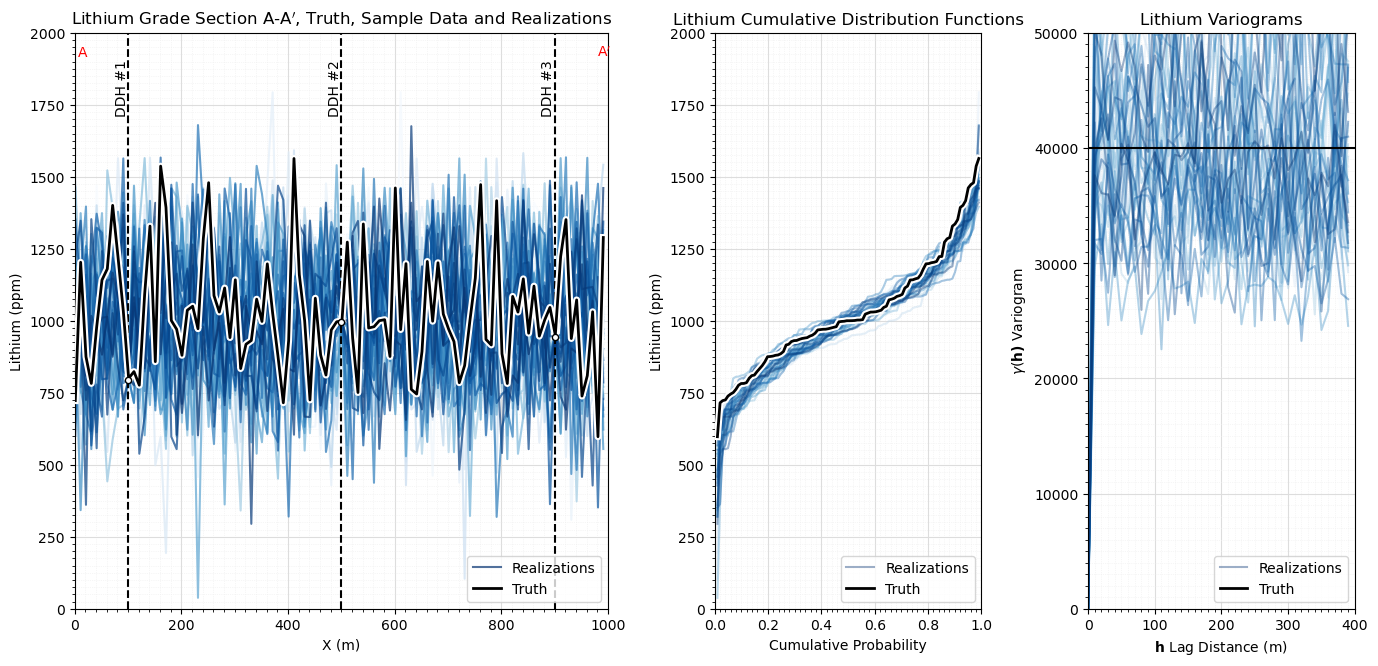 Lithium Grade Section A-A′, Truth, Sample Data and Realizations
A
A
DDH #1
DDH #2
DDH #3
Lithium (ppm)
2000
1750
1500
1250
1000
750
500
250
0
0
200
400
600
800
1000
X (m)
Realizations
Truth
Lithium Cumulative Distribution Functions
Lithium (ppm)
2000
1750
1500
1250
1000
750
500
250
0
0.0
0.2
0.4
0.6
0.8
1.0
Cumulative Probability
Realizations
Truth
Lithium Variograms
γ(h) Variogram
50000
40000
30000
20000
10000
0
0
100
200
300
400
h Lag Distance (m)
Realizations
Truth